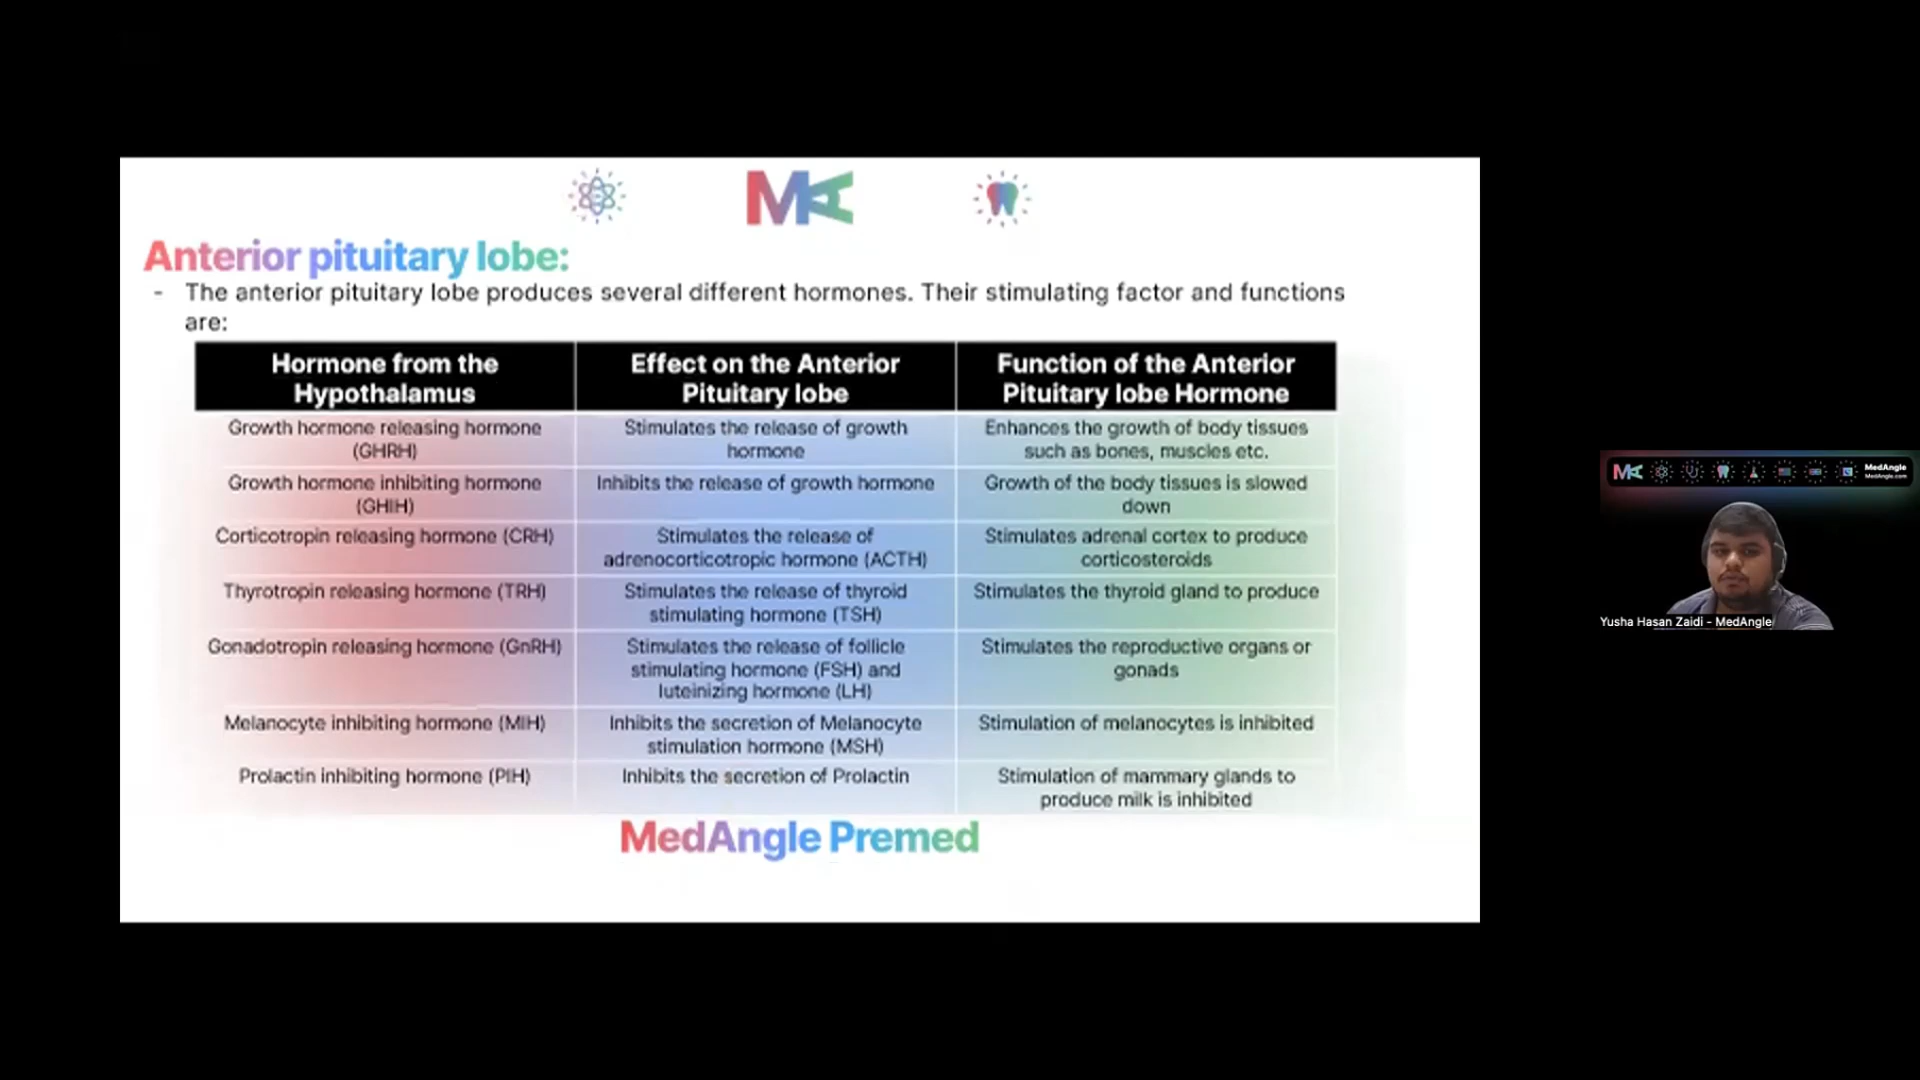 MA
Anterior pituitary lobe:
- The anterior pituitary lobe produces several different hormones. Their stimulating factor and functions
are:
Hormone from the
Hypothalamus
Effect on the Anterior
Pituitary lobe
Function of the Anterior
Pituitary lobe Hormone
Growth hormone releasing hormone
(GHRH)
Stimulates the release of growth
hormone
Enhances the growth of body tissues
such as bones, muscles etc.
Growth hormone inhibiting hormone
(GHIH)
Inhibits the release of growth hormone
Growth of the body tissues is slowed
down
Corticotropin releasing hormone (CRH)
Stimulates the release of
adrenocorticotropic hormone (ACTH)
Stimulates adrenal cortex to produce
corticosteroids
Thyrotropin releasing hormone (TRH)
Stimulates the release of thyroid
stimulating hormone (TSH)
Stimulates the thyroid gland to produce
Gonadotropin releasing hormone (GnRH)
Stimulates the release of follicle
stimulating hormone (FSH) and
luteinizing hormone (LH)
Stimulates the reproductive organs or
gonads
Melanocyte inhibiting hormone (MIH)
Inhibits the secretion of Melanocyte
stimulation hormone (MSH)
Stimulation of melanocytes is inhibited
Prolactin inhibiting hormone (PIH)
Inhibits the secretion of Prolactin
Stimulation of mammary glands to
produce milk is inhibited
MedAngle Premed
MA
MedAngle
MedAngle.com
Yusha Hasan Zaidi - MedAngle